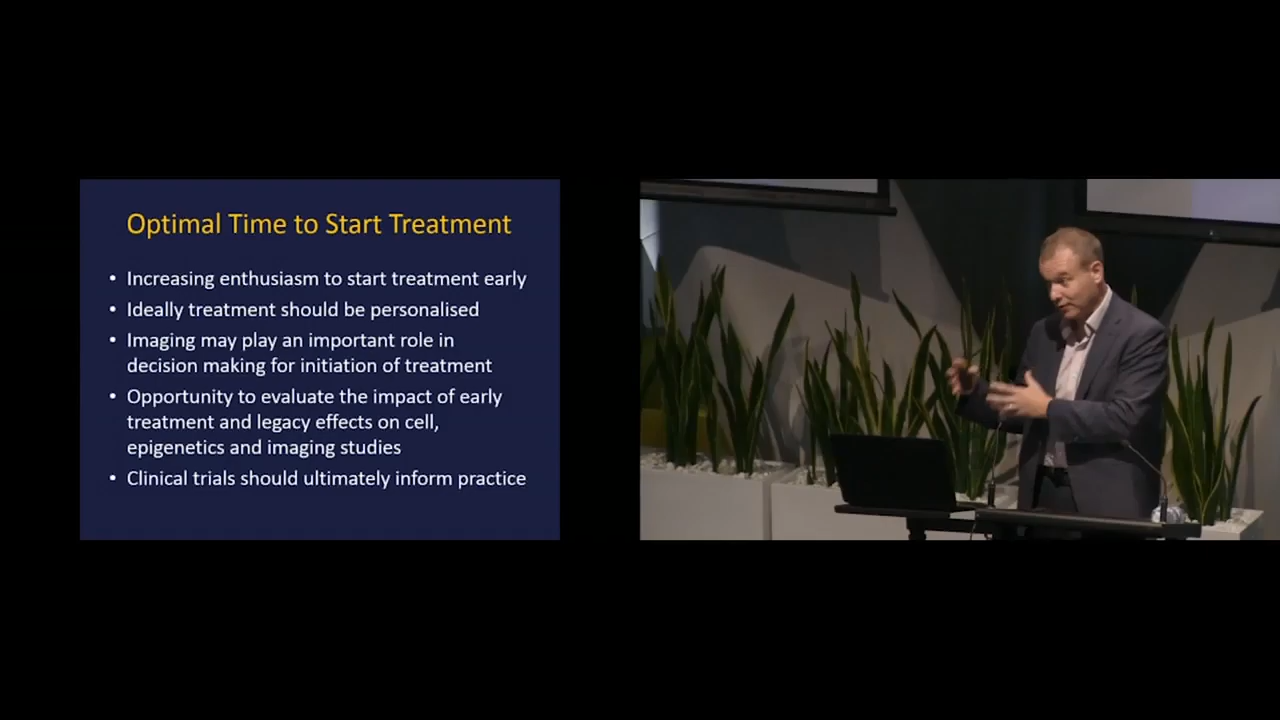 Optimal Time to Start Treatment
• Increasing enthusiasm to start treatment early
• Ideally treatment should be personalised
• Imaging may play an important role in
decision making for initiation of treatment
• Opportunity to evaluate the impact of early
treatment and legacy effects on cell,
epigenetics and imaging studies
• Clinical trials should ultimately inform practice